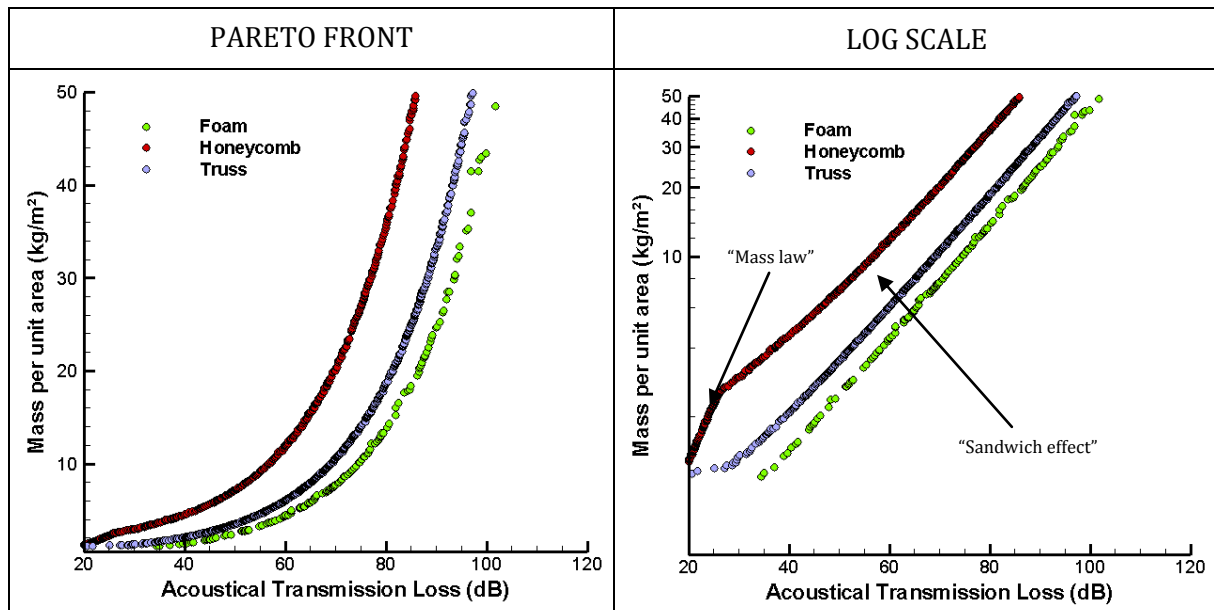 PARETO FRONT
LOG SCALE
50
40
30
20
10
Mass per unit area (kg/m²)
Foam
Honeycomb
Truss
20 40 60 80 100 120
Acoustical Transmission Loss (dB)
50
40
30
20
10
Mass per unit area (kg/m²)
Foam
Honeycomb
Truss
“Mass law”
“Sandwich effect”
20 40 60 80 100 120
Acoustical Transmission Loss (dB)